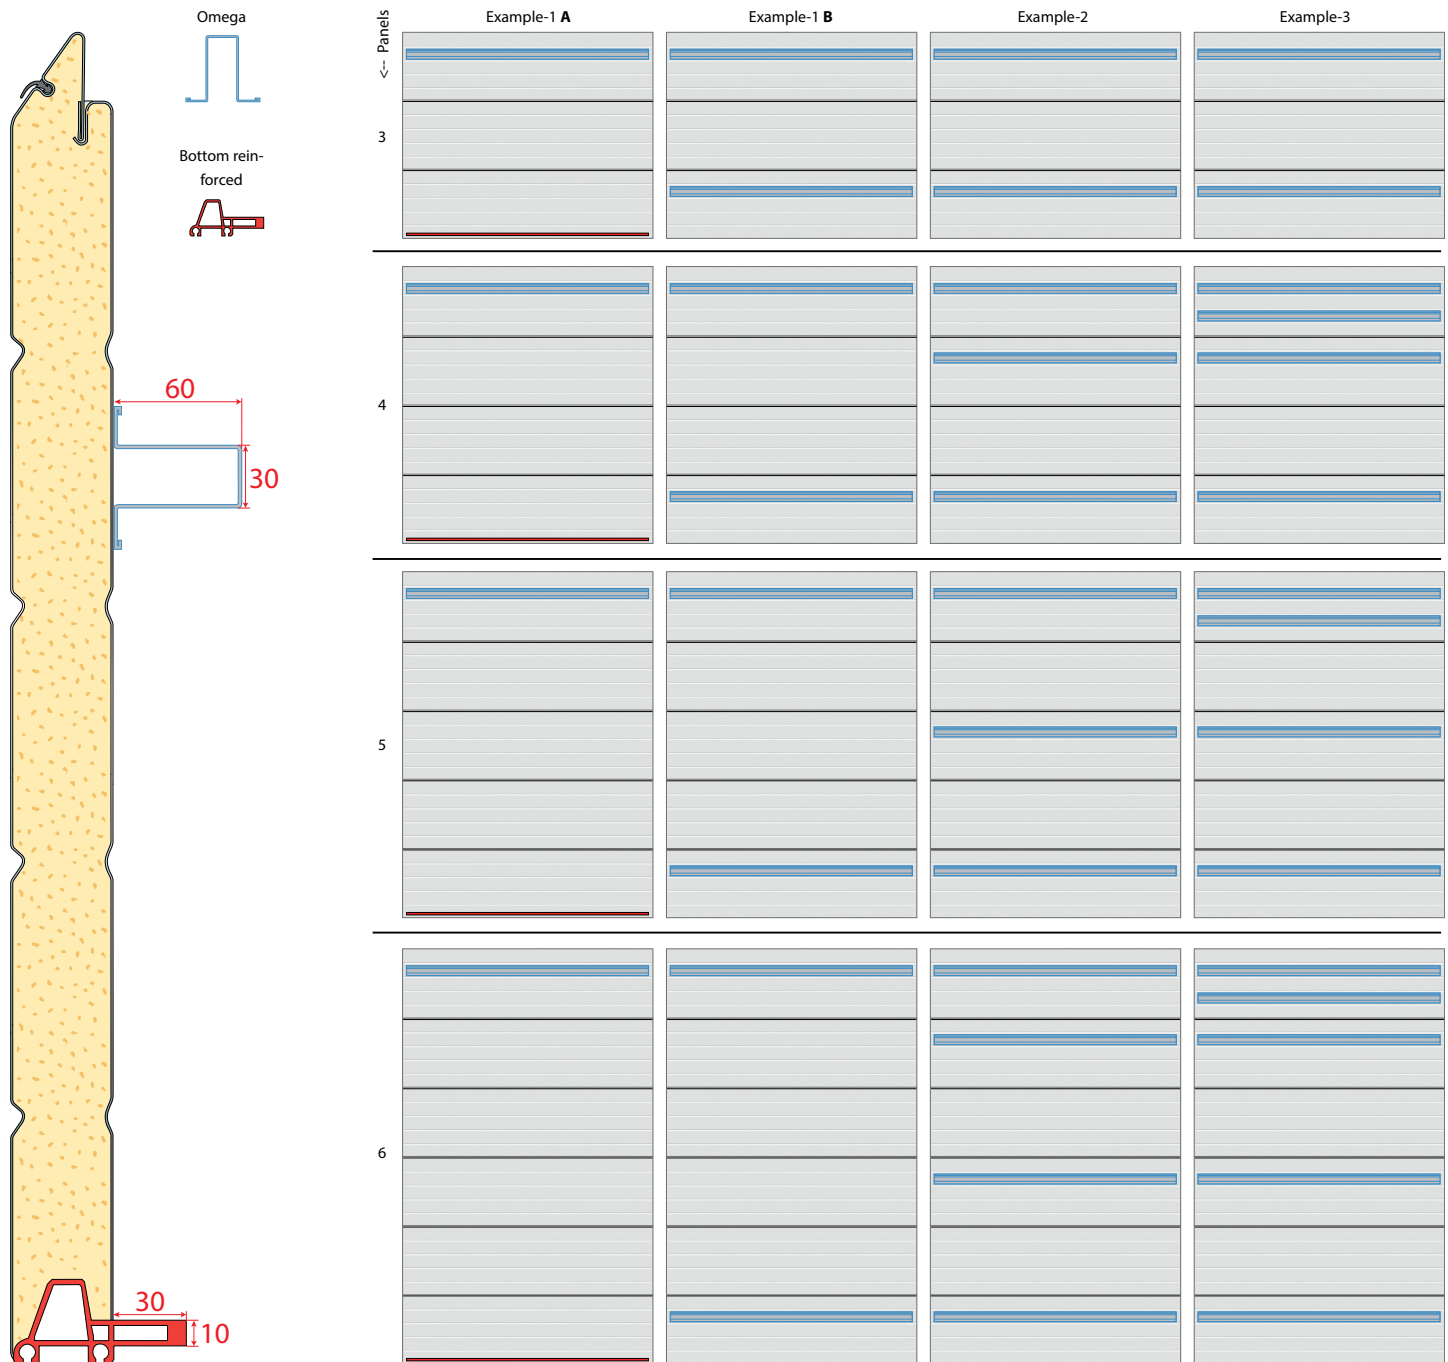 Omega
Bottom rein-
forced
60
30
30
10
<-- Panels
Example-1 A
Example-1 B
Example-2
Example-3
3
4
5
6